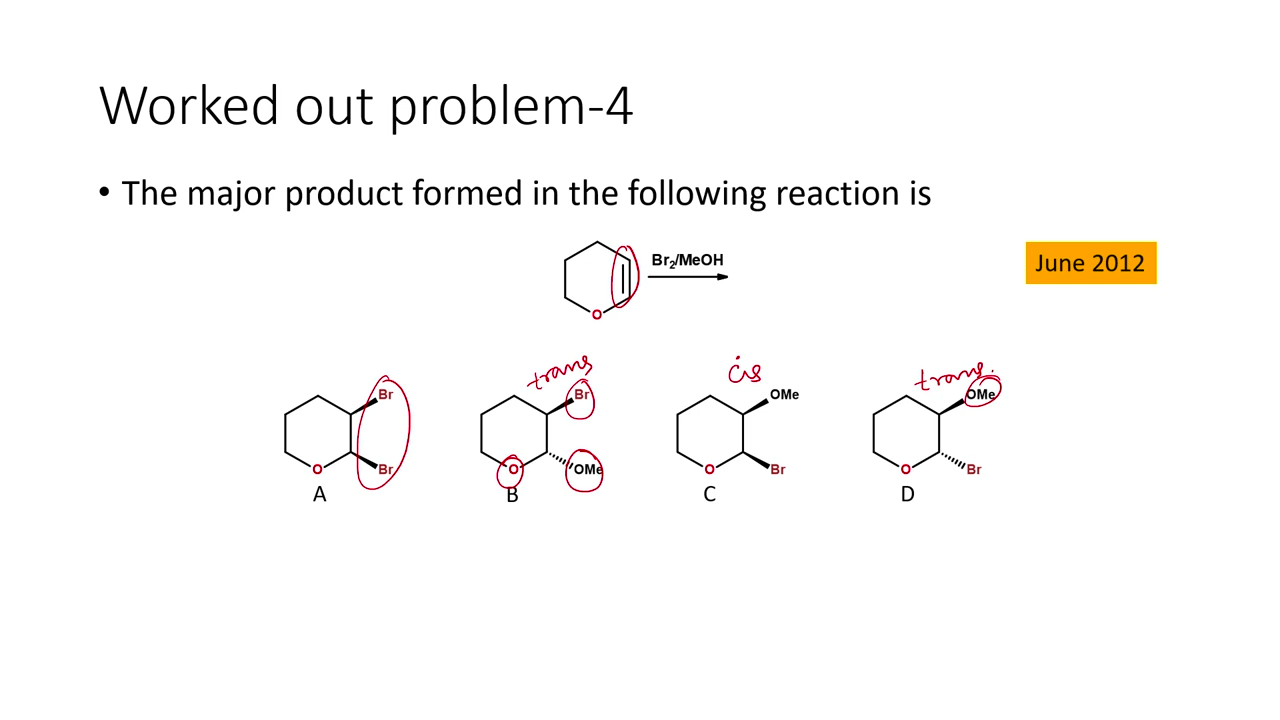 Worked out problem-4
• The major product formed in the following reaction is
June 2012
Br2/MeOH
O
trans
cis
trans.
Br
Br
OMe
OMe
O
Br
O
OMe
O
Br
O
Br
A
B
C
D